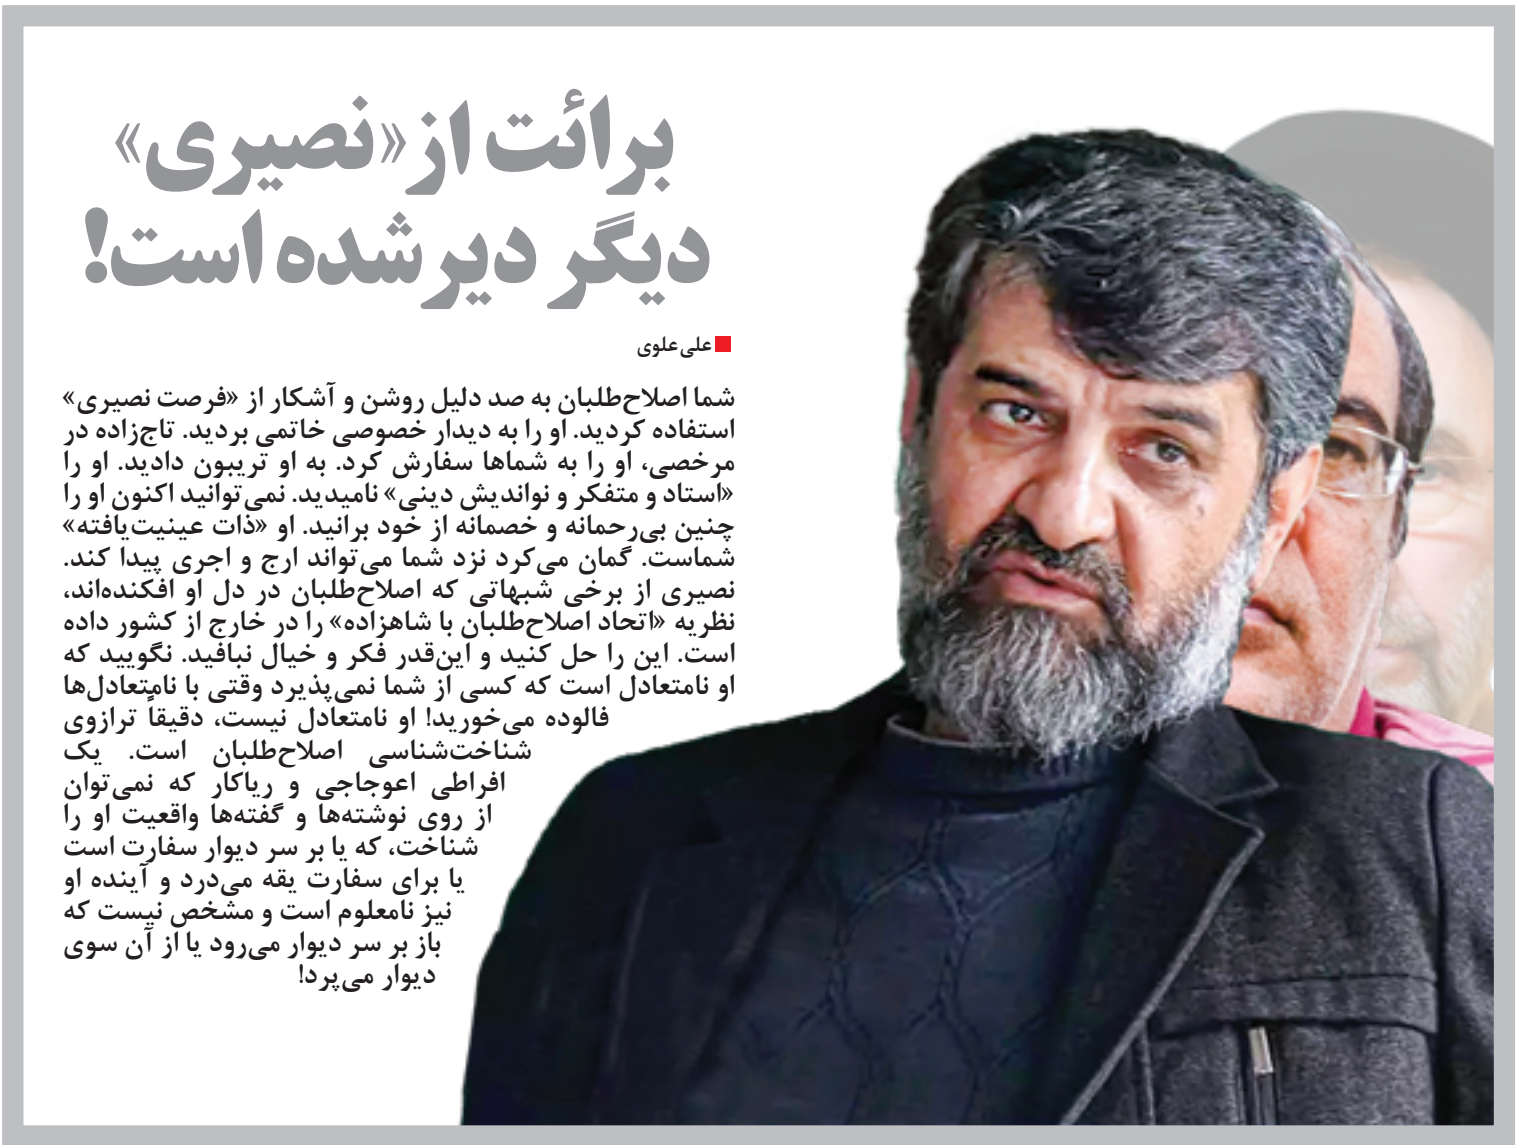 برائت از «نصیری»
دیگر دیر شده است!
علی علوی
شما اصلاح‌طلبان به صد دلیل روشن و آشکار از «فرصت نصیری»
استفاده کردید. او را به دیدار خصوصی خاتمی بردید. تاج‌زاده در
مرخصی، او را به شماها سفارش کرد. به او تریبون دادید. او را
«استاد و متفکر و نواندیش دینی» نامیدید. نمی‌توانید اکنون او را
چنین بی‌رحمانه و خصمانه از خود برانید. او «ذات عینیت‌یافته»
شماست. گمان می‌کرد نزد شما می‌تواند ارج و اجری پیدا کند.
نصیری از برخی شبهاتی که اصلاح‌طلبان در دل او افکنده‌اند،
نظریه «اتحاد اصلاح‌طلبان با شاهزاده» را در خارج از کشور داده
است. این را حل کنید و این‌قدر فکر و خیال نبافید. نگویید که
او نامتعادل است که کسی از شما نمی‌پذیرد وقتی با نامتعادل‌ها
فالوده می‌خورید! او نامتعادل نیست، دقیقاً ترازوی
شناخت‌شناسی اصلاح‌طلبان است. یک
افراطی اعوجاجی و ریاکار که نمی‌توان
از روی نوشته‌ها و گفته‌ها واقعیت او را
شناخت، که یا بر سر دیوار سفارت است
یا برای سفارت یقه می‌درد و آینده او
نیز نامعلوم است و مشخص نیست که
باز بر سر دیوار می‌رود یا از آن سوی
دیوار می‌پرد!